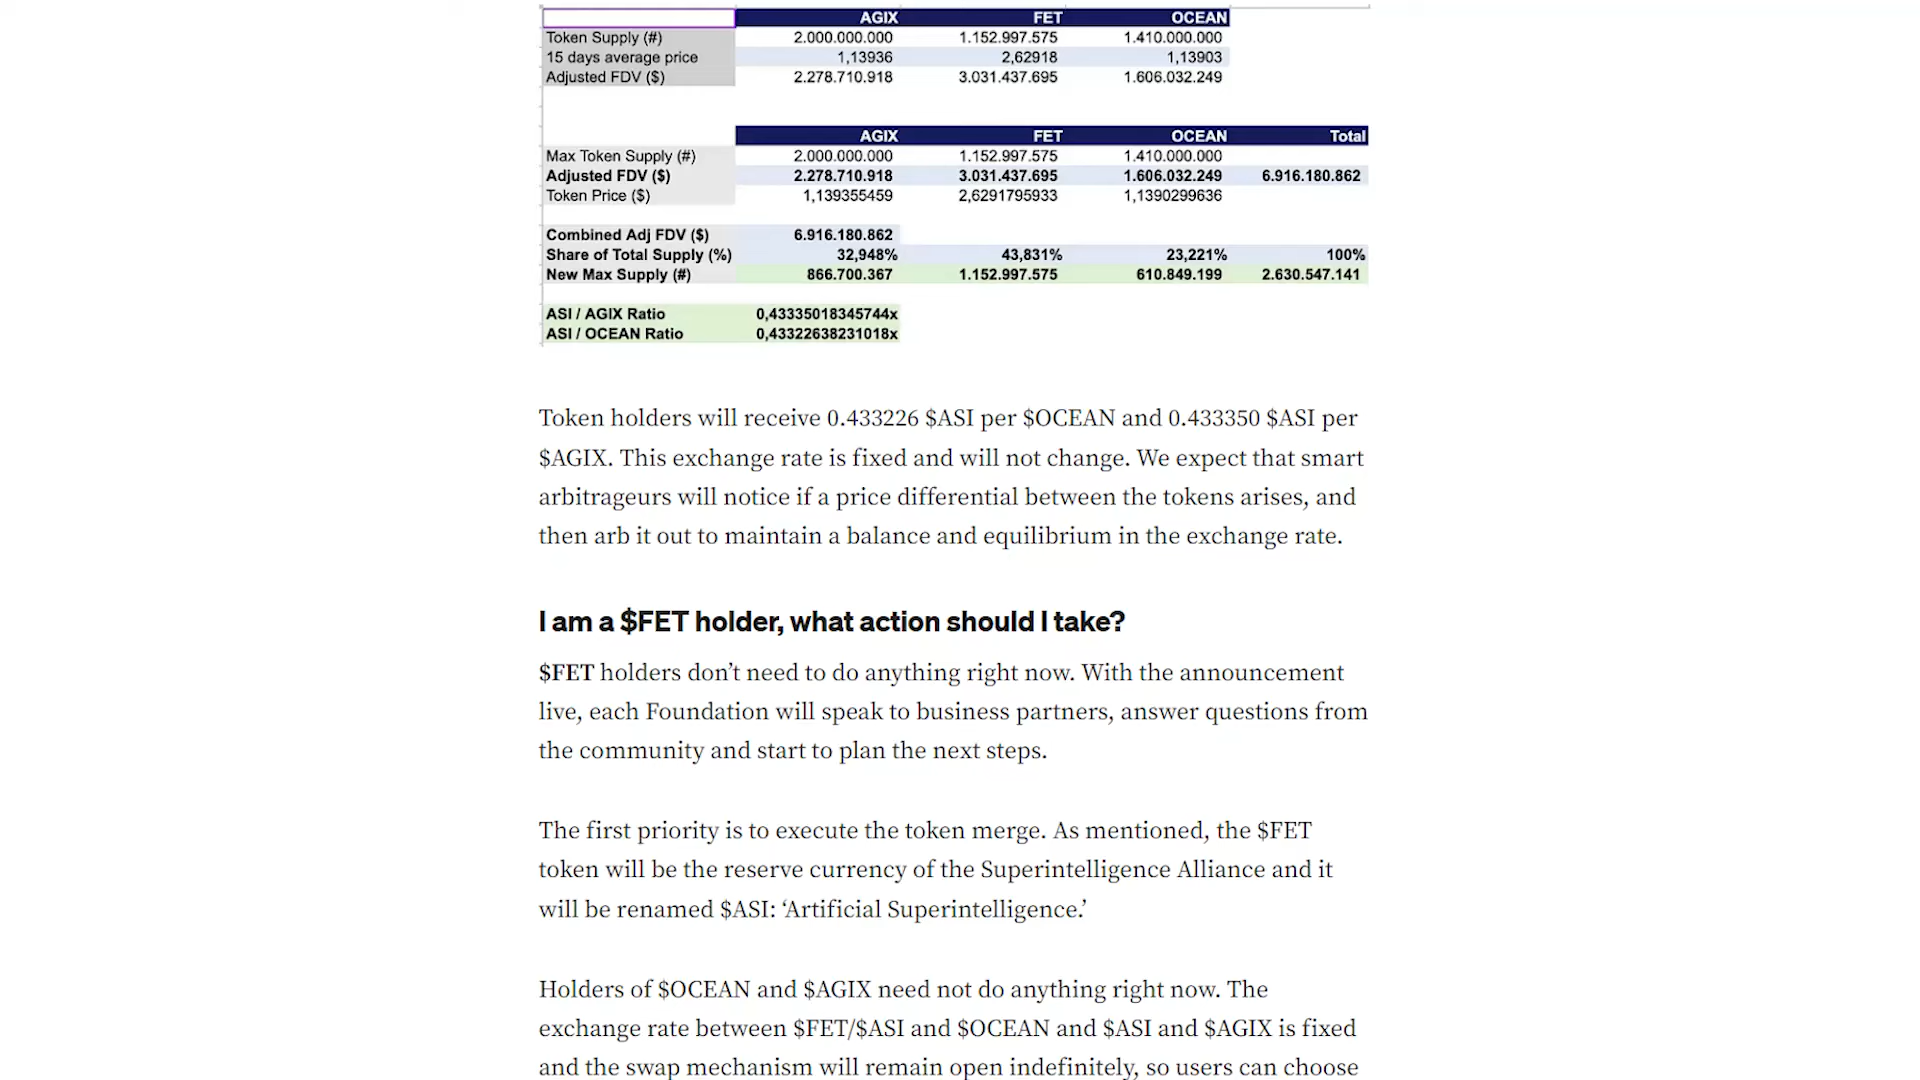 AGIX FET OCEAN
Token Supply (#) 2.000.000.000 1.152.997.575 1.410.000.000
15 days average price 1,13936 2,62918 1,13903
Adjusted FDV ($) 2.278.710.918 3.031.437.695 1.606.032.249
AGIX FET OCEAN Total
Max Token Supply (#) 2.000.000.000 1.152.997.575 1.410.000.000
Adjusted FDV ($) 2.278.710.918 3.031.437.695 1.606.032.249 6.916.180.862
Token Price ($) 1,139355459 2,6291795933 1,1390299636
Combined Adj FDV ($) 6.916.180.862
Share of Total Supply (%) 32,948% 43,831% 23,221% 100%
New Max Supply (#) 866.700.367 1.152.997.575 610.849.199 2.630.547.141
ASI / AGIX Ratio 0,43335018345744x
ASI / OCEAN Ratio 0,43322638231018x
Token holders will receive 0.433226 $ASI per $OCEAN and 0.433350 $ASI per
$AGIX. This exchange rate is fixed and will not change. We expect that smart
arbitrageurs will notice if a price differential between the tokens arises, and
then arb it out to maintain a balance and equilibrium in the exchange rate.
I am a $FET holder, what action should I take?
$FET holders don’t need to do anything right now. With the announcement
live, each Foundation will speak to business partners, answer questions from
the community and start to plan the next steps.
The first priority is to execute the token merge. As mentioned, the $FET
token will be the reserve currency of the Superintelligence Alliance and it
will be renamed $ASI: ‘Artificial Superintelligence.’
Holders of $OCEAN and $AGIX need not do anything right now. The
exchange rate between $FET/$ASI and $OCEAN and $ASI and $AGIX is fixed
and the swap mechanism will remain open indefinitely, so users can choose